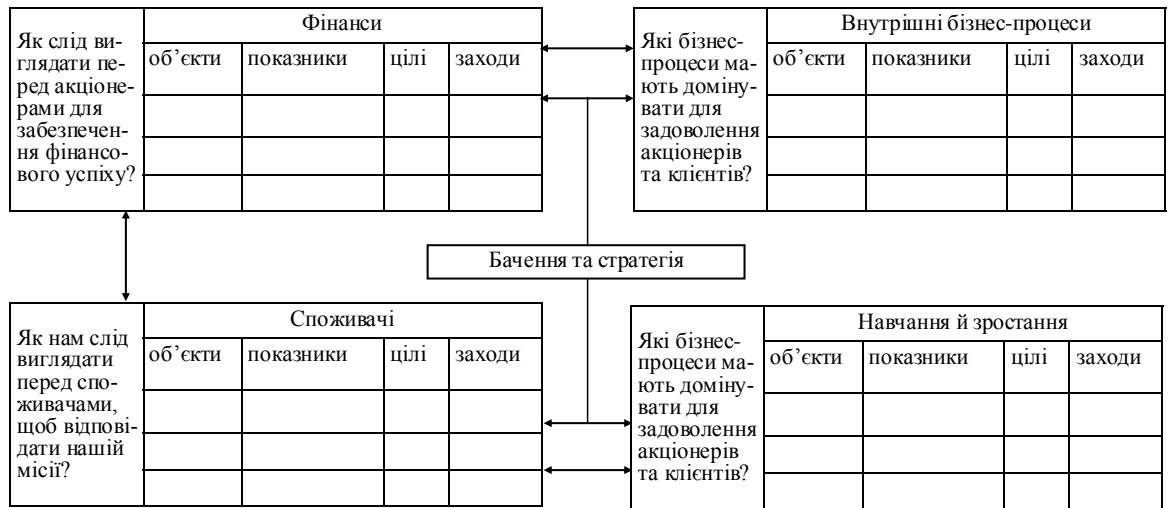 Як слід ви-
глядати пе-
ред акціоне-
рами для
забезпечен-
ня фінансо-
вого успіху?
Фінанси
об’єкти показники цілі заходи
Які бізнес-
процеси ма-
ють доміну-
вати для
задоволення
акціонерів
та клієнтів?
Внутрішні бізнес-процеси
об’єкти показники цілі заходи
Бачення та стратегія
Як нам слід
виглядати
перед спо-
живачами,
щоб відпові-
дати нашій
місії?
Споживачі
об’єкти показники цілі заходи
Які бізнес-
процеси ма-
ють доміну-
вати для
задоволення
акціонерів
та клієнтів?
Навчання й зростання
об’єкти показники цілі заходи